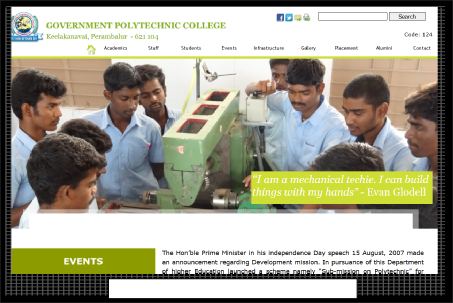 GOVERNMENT POLYTECHNIC COLLEGE
Search
Keelakanavai, Perambalur - 621 104
Code: 124
Academics Staff Students Events Infrastructure Gallery Placement Alumni Contact
"I am a mechanical techie, I can build
things with my hands" - Evan Glodell
EVENTS
The Hon'ble Prime Minister in his independence Day speech 15 August, 2007 made
an announcement regarding Development mission. In pursuance of this Department
of higher Education launched a scheme namely "Sub-mission on Polytechnic" for